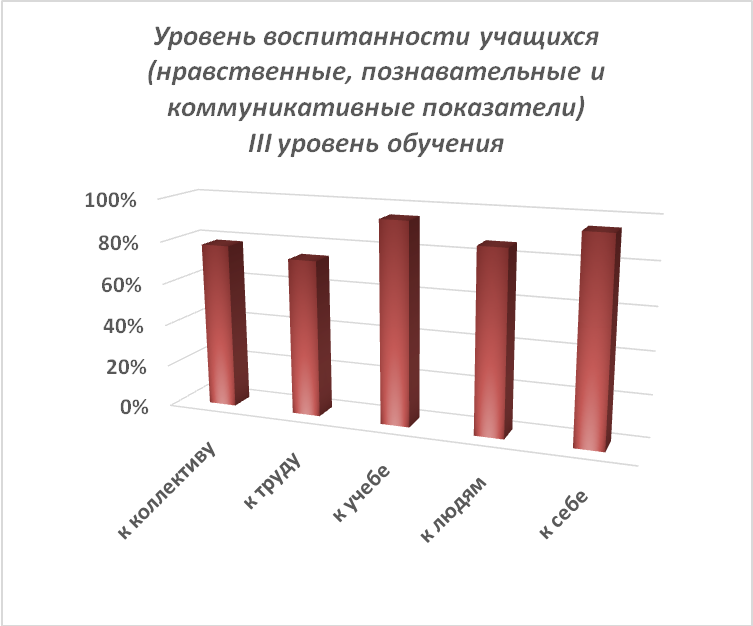 Уровень воспитанности учащихся
(нравственные, познавательные и
коммуникативные показатели)
III уровень обучения
100%
80%
60%
40%
20%
0%
к коллективу
к труду
к учебе
к людям
к себе